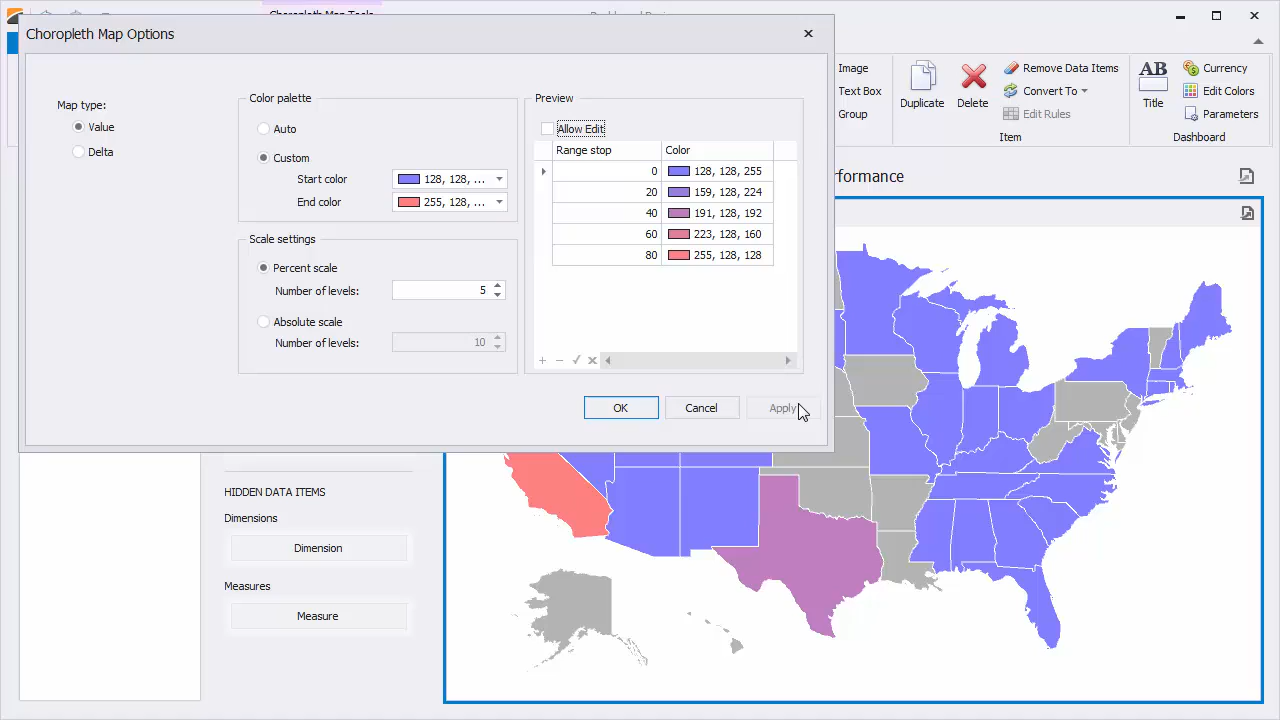 Choropleth Map Tools
Choropleth Map Options
Map type:
Value
Delta
Color palette
Auto
Custom
Start color
128, 128, ...
End color
255, 128, ...
Scale settings
Percent scale
Number of levels:
5
Absolute scale
Number of levels:
10
Preview
Allow Edit
Range stop Color
0 128, 128, 255
20 159, 128, 224
40 191, 128, 192
60 223, 128, 160
80 255, 128, 128
OK Cancel Apply
Image
Text Box
Group
Duplicate
Delete
Remove Data Items
Convert To
Edit Rules
Item
AB
Title
Currency
Edit Colors
Parameters
Dashboard
rformance
HIDDEN DATA ITEMS
Dimensions
Dimension
Measures
Measure